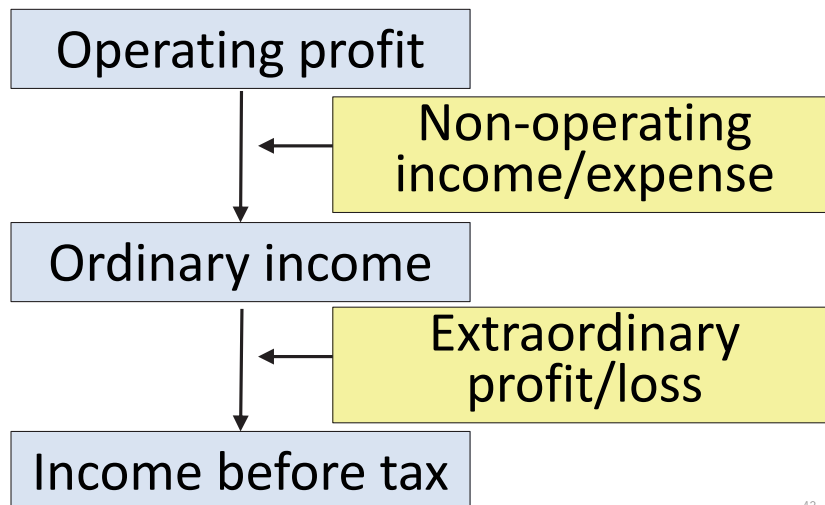 Operating profit
Non-operating
income/expense
Ordinary income
Extraordinary
profit/loss
Income before tax